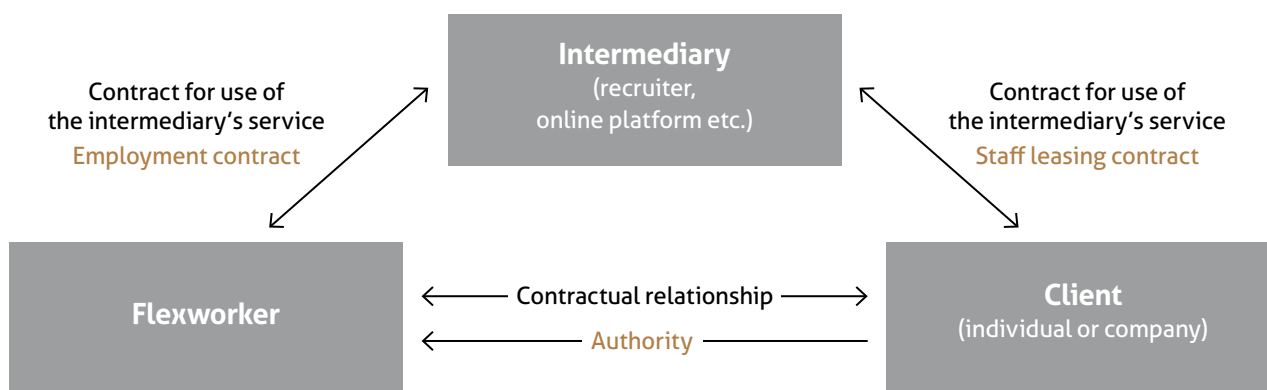 Intermediary
(recruiter,
online platform etc.)
Contract for use of
the intermediary’s service
Employment contract
Contract for use of
the intermediary’s service
Staff leasing contract
Flexworker
Contractual relationship
Authority
Client
(individual or company)